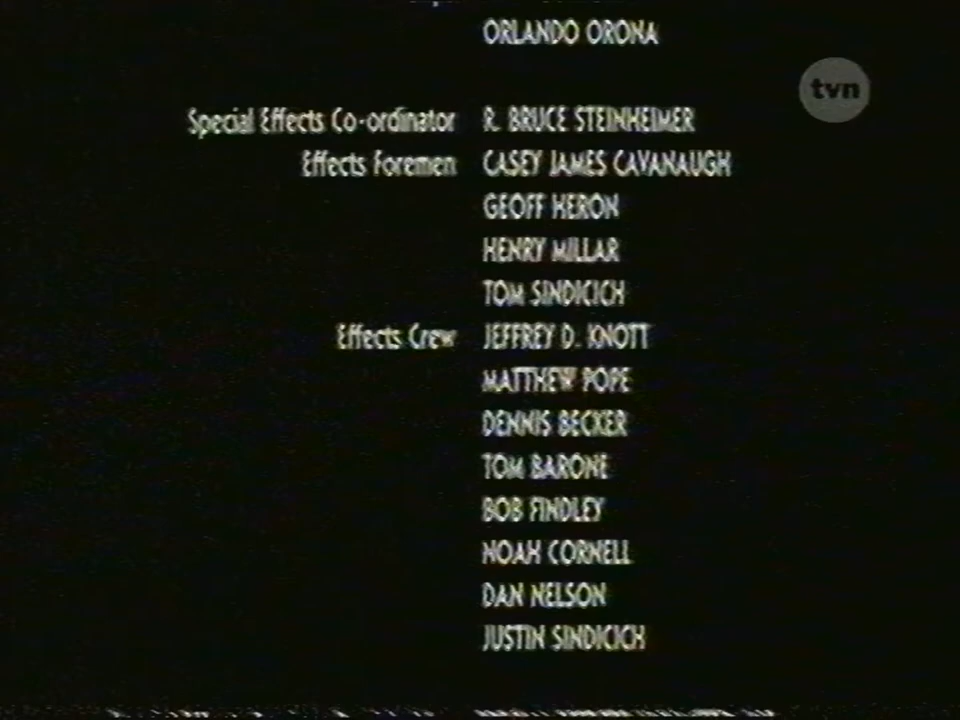 ORLANDO ORONA
tvn
Special Effects Co-ordinator R. BRUCE STEINHEIMER
Effects Foremen CASEY JAMES CAVANAUGH
GEOFF HERON
HENRY MILLAR
TOM SINDICICH
Effects Crew JEFFREY D. KNOTT
MATTHEW POPE
DENNIS BECKER
TOM BARONE
BOB FINDLEY
NOAH CORNELL
DAN NELSON
JUSTIN SINDICICH